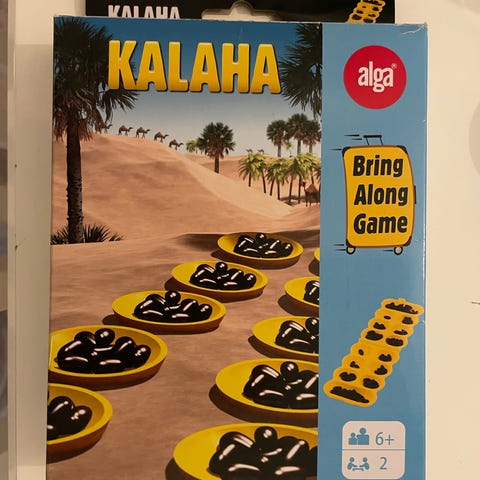 KALAHA
KALAHA
alga®
Bring
Along
Game
6+
2